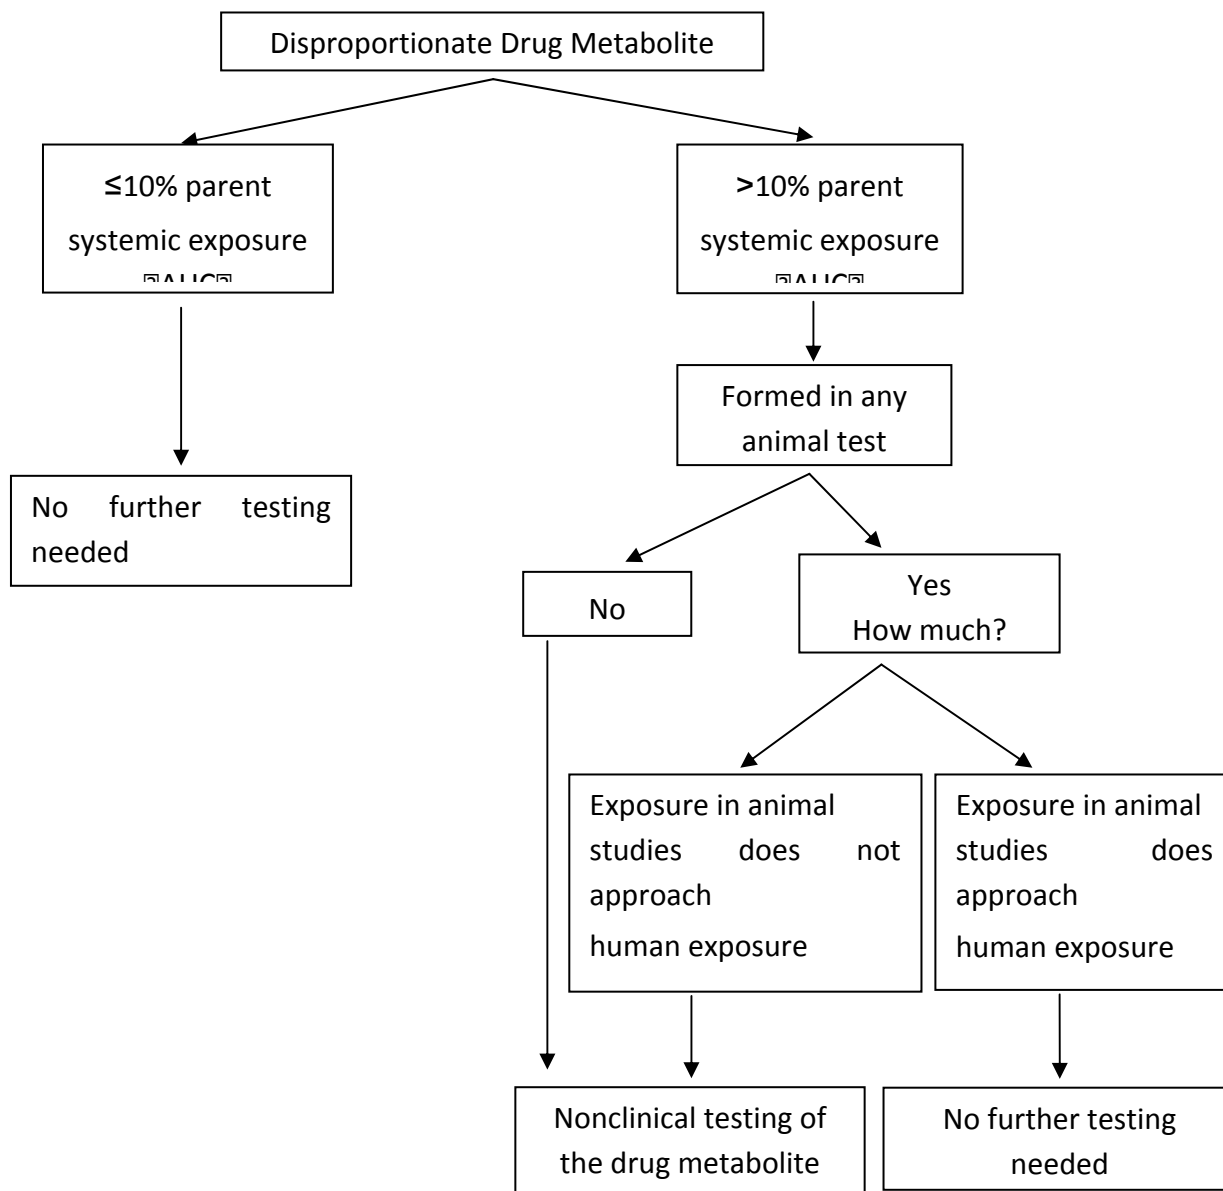 Disproportionate Drug Metabolite
≤10% parent
systemic exposure
>10% parent
systemic exposure
Formed in any
animal test
No further testing
needed
No
Yes
How much?
Exposure in animal
studies does not
approach
human exposure
Exposure in animal
studies does
approach
human exposure
Nonclinical testing of
the drug metabolite
No further testing
needed